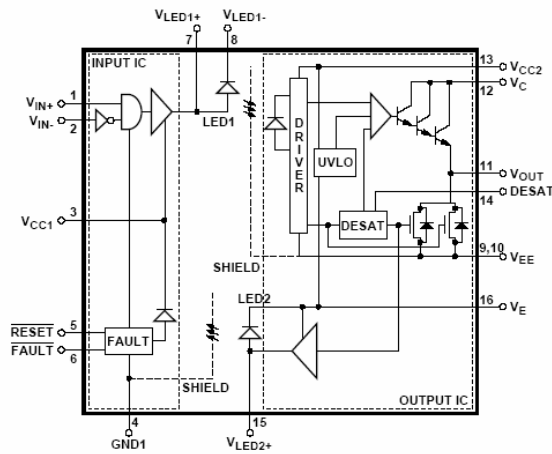 VLED1+ VLED1-
7 8
INPUT IC
13 VCC2
12 VC
VIN+ 1
VIN- 2
LED1
DRIVER
UVLO
11 VOUT
14 DESAT
VCC1 3
DESAT
9,10 VEE
SHIELD
LED2
16 VE
RESET 5
FAULT 6
FAULT
SHIELD
OUTPUT IC
4 15
GND1 VLED2+